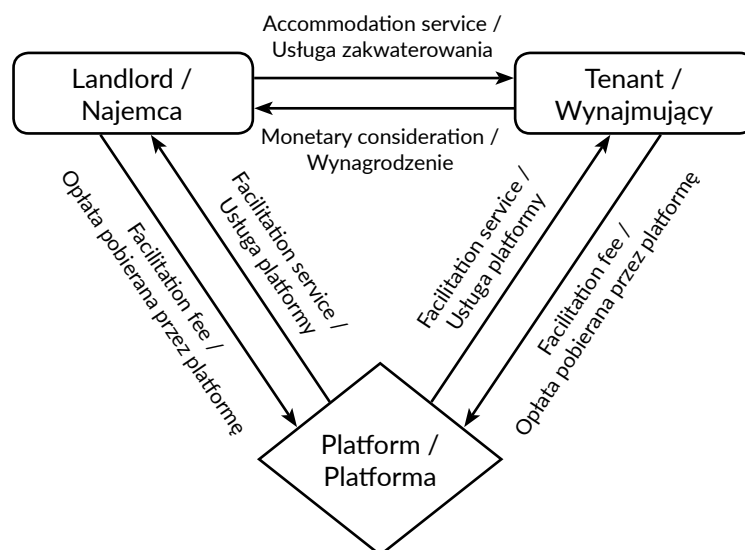 Accommodation service /
Usługa zakwaterowania
Landlord /
Najemca
Tenant /
Wynajmujący
Monetary consideration /
Wynagrodzenie
Facilitation fee /
Opłata pobierana przez platformę
Facilitation service /
Usługa platformy
Facilitation service /
Usługa platformy
Facilitation fee /
Opłata pobierana przez platformę
Platform /
Platforma